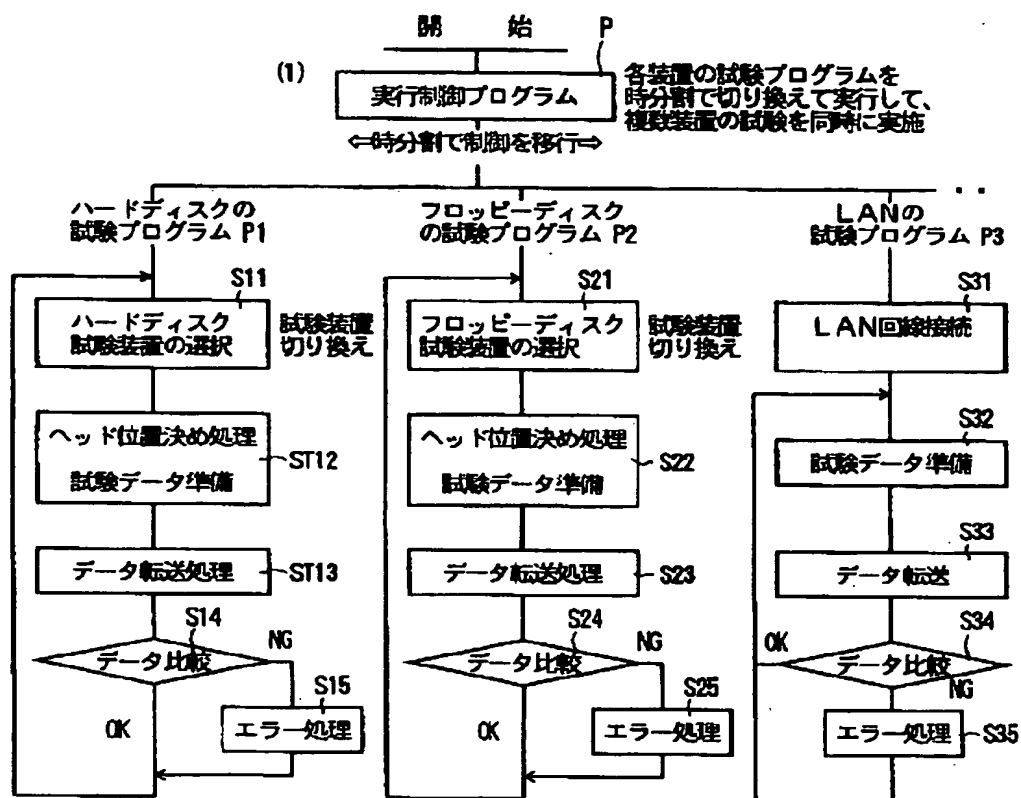 開 始
P
(1)
実行制御プログラム
各装置の試験プログラムを
時分割で切り換えて実行して、
複数装置の試験を同時に実施
⇐時分割で制御を移行⇒
ハードディスクの
試験プログラム P1
S11
ハードディスク
試験装置の選択
試験装置
切り換え
ヘッド位置決め処理
試験データ準備
ST12
データ転送処理
ST13
S14
データ比較
NG
OK
S15
エラー処理
フロッピーディスク
の試験プログラム P2
S21
フロッピーディスク
試験装置の選択
試験装置
切り換え
ヘッド位置決め処理
試験データ準備
S22
データ転送処理
S23
S24
データ比較
NG
OK
S25
エラー処理
LANの
試験プログラム P3
S31
LAN回線接続
S32
試験データ準備
S33
データ転送
S34
OK
データ比較
NG
エラー処理
S35